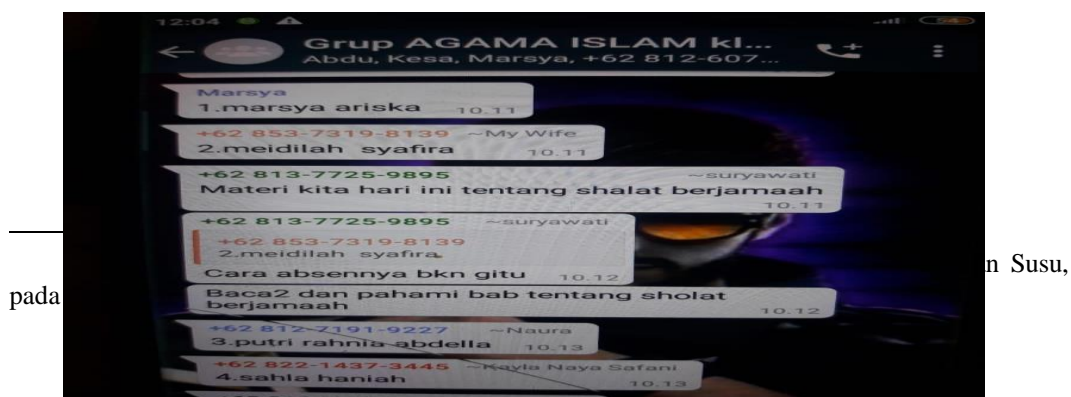 12:04
54
Grup AGAMA ISLAM kl...
Abdu, Kesa, Marsya, +62 812-607...
Marsya
1.marsya ariska 10.11
+62 853-7319-8139 ~My Wife
2.meidilah syafira 10.11
+62 813-7725-9895 ~suryawati
Materi kita hari ini tentang shalat berjamaah
10.11
+62 813-7725-9895 ~suryawati
+62 853-7319-8139
2.meidilah syafira
Cara absennya bkn gitu 10.12
n Susu,
pada
Baca2 dan pahami bab tentang sholat
berjamaah 10.12
+62 812-7191-9227 ~Naura
3.putri rahnia abdella 10.13
+62 822-1437-3445 ~Kayla Naya Safani
4.sahla haniah 10.13